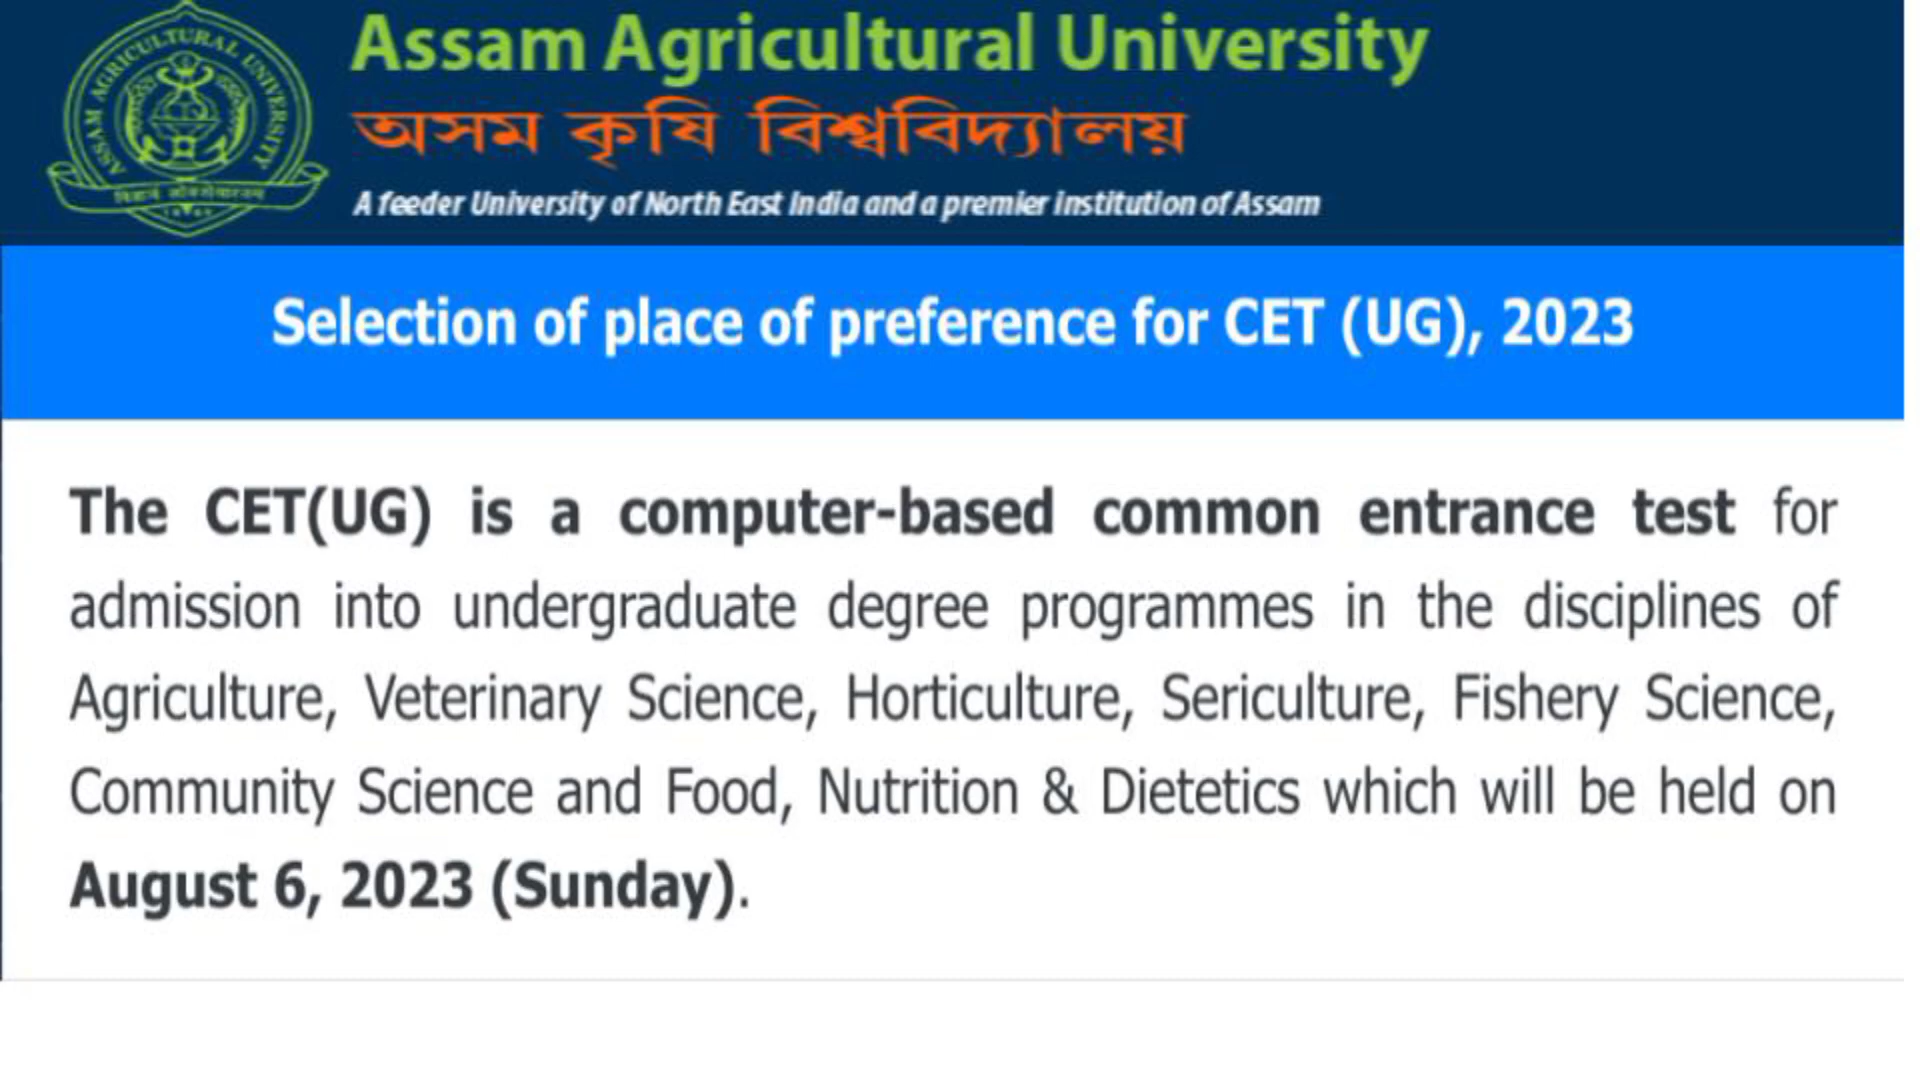 ASSAM AGRICULTURAL UNIVERSITY
Assam Agricultural University
অসম কৃষি বিশ্ববিদ্যালয়
A feeder University of North East India and a premier institution of Assam
Selection of place of preference for CET (UG), 2023
The CET(UG) is a computer-based common entrance test for
admission into undergraduate degree programmes in the disciplines of
Agriculture, Veterinary Science, Horticulture, Sericulture, Fishery Science,
Community Science and Food, Nutrition & Dietetics which will be held on
August 6, 2023 (Sunday).